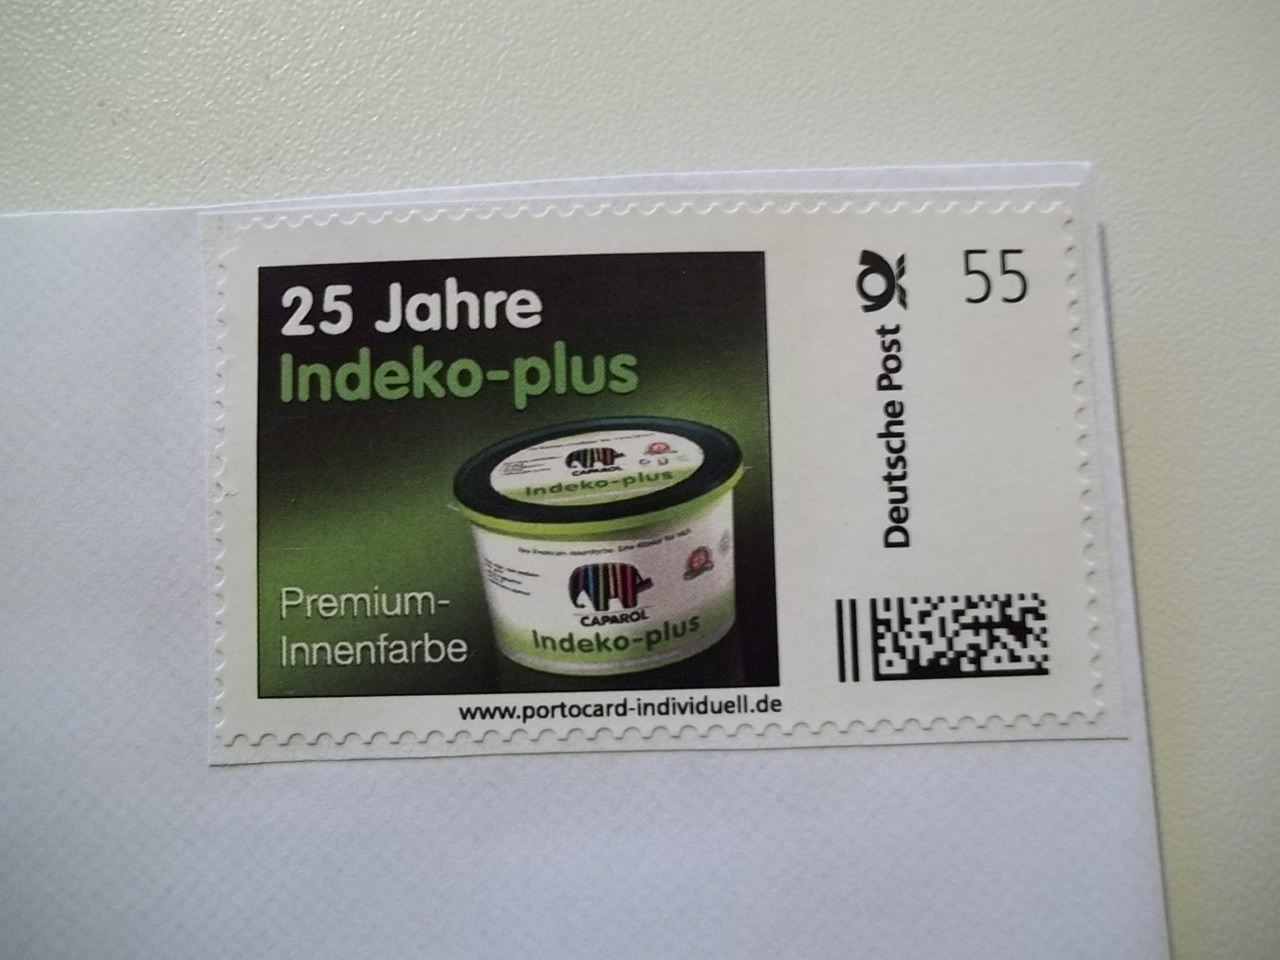 25 Jahre
Indeko-plus
CAPAROL
Indeko-plus
CAPAROL
Indeko-plus
Premium-
Innenfarbe
www.portocard-individuell.de
Deutsche Post
55